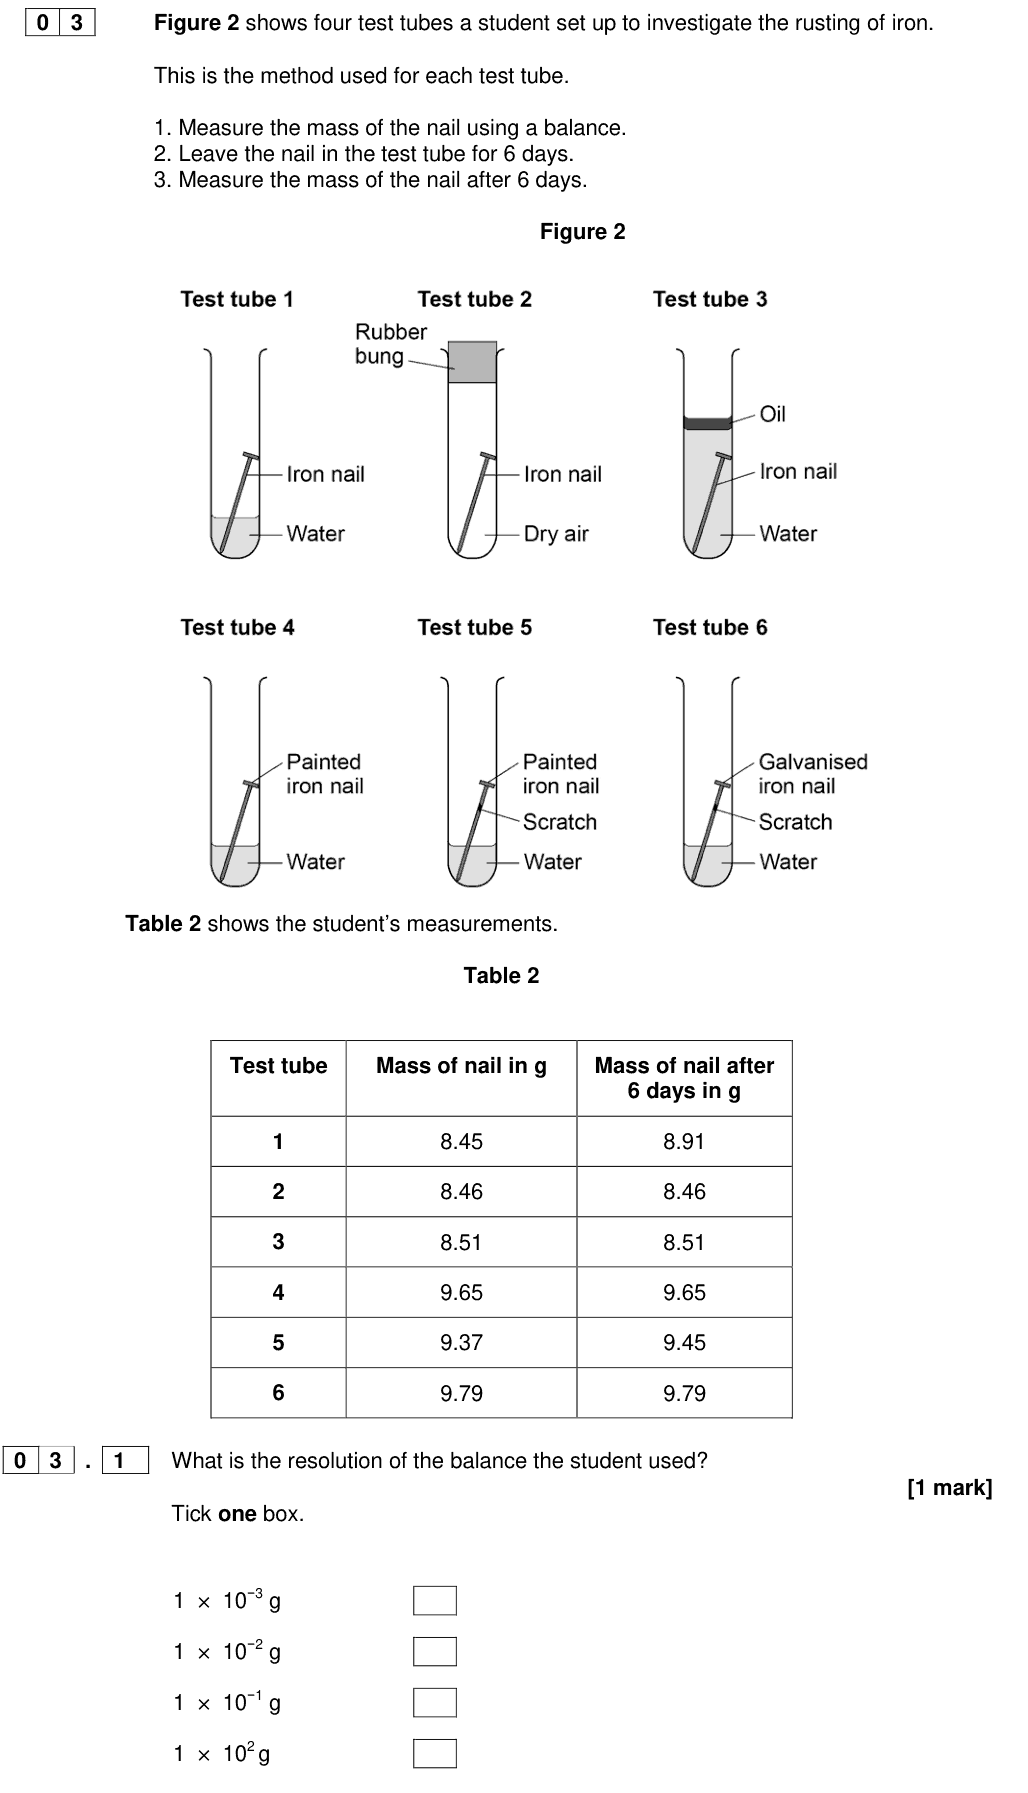 0 3 Figure 2 shows four test tubes a student set up to investigate the rusting of iron.
This is the method used for each test tube.
1. Measure the mass of the nail using a balance.
2. Leave the nail in the test tube for 6 days.
3. Measure the mass of the nail after 6 days.
Figure 2
Test tube 1 Test tube 2 Test tube 3
Rubber
bung
Oil
Iron nail Iron nail Iron nail
Water Dry air Water
Test tube 4 Test tube 5 Test tube 6
Painted Painted Galvanised
iron nail iron nail iron nail
Scratch Scratch
Water Water Water
Table 2 shows the student’s measurements.
Table 2
Test tube Mass of nail in g Mass of nail after
6 days in g
1 8.45 8.91
2 8.46 8.46
3 8.51 8.51
4 9.65 9.65
5 9.37 9.45
6 9.79 9.79
0 3 . 1 What is the resolution of the balance the student used?
[1 mark]
Tick one box.
1 × 10⁻³ g
1 × 10⁻² g
1 × 10⁻¹ g
1 × 10² g